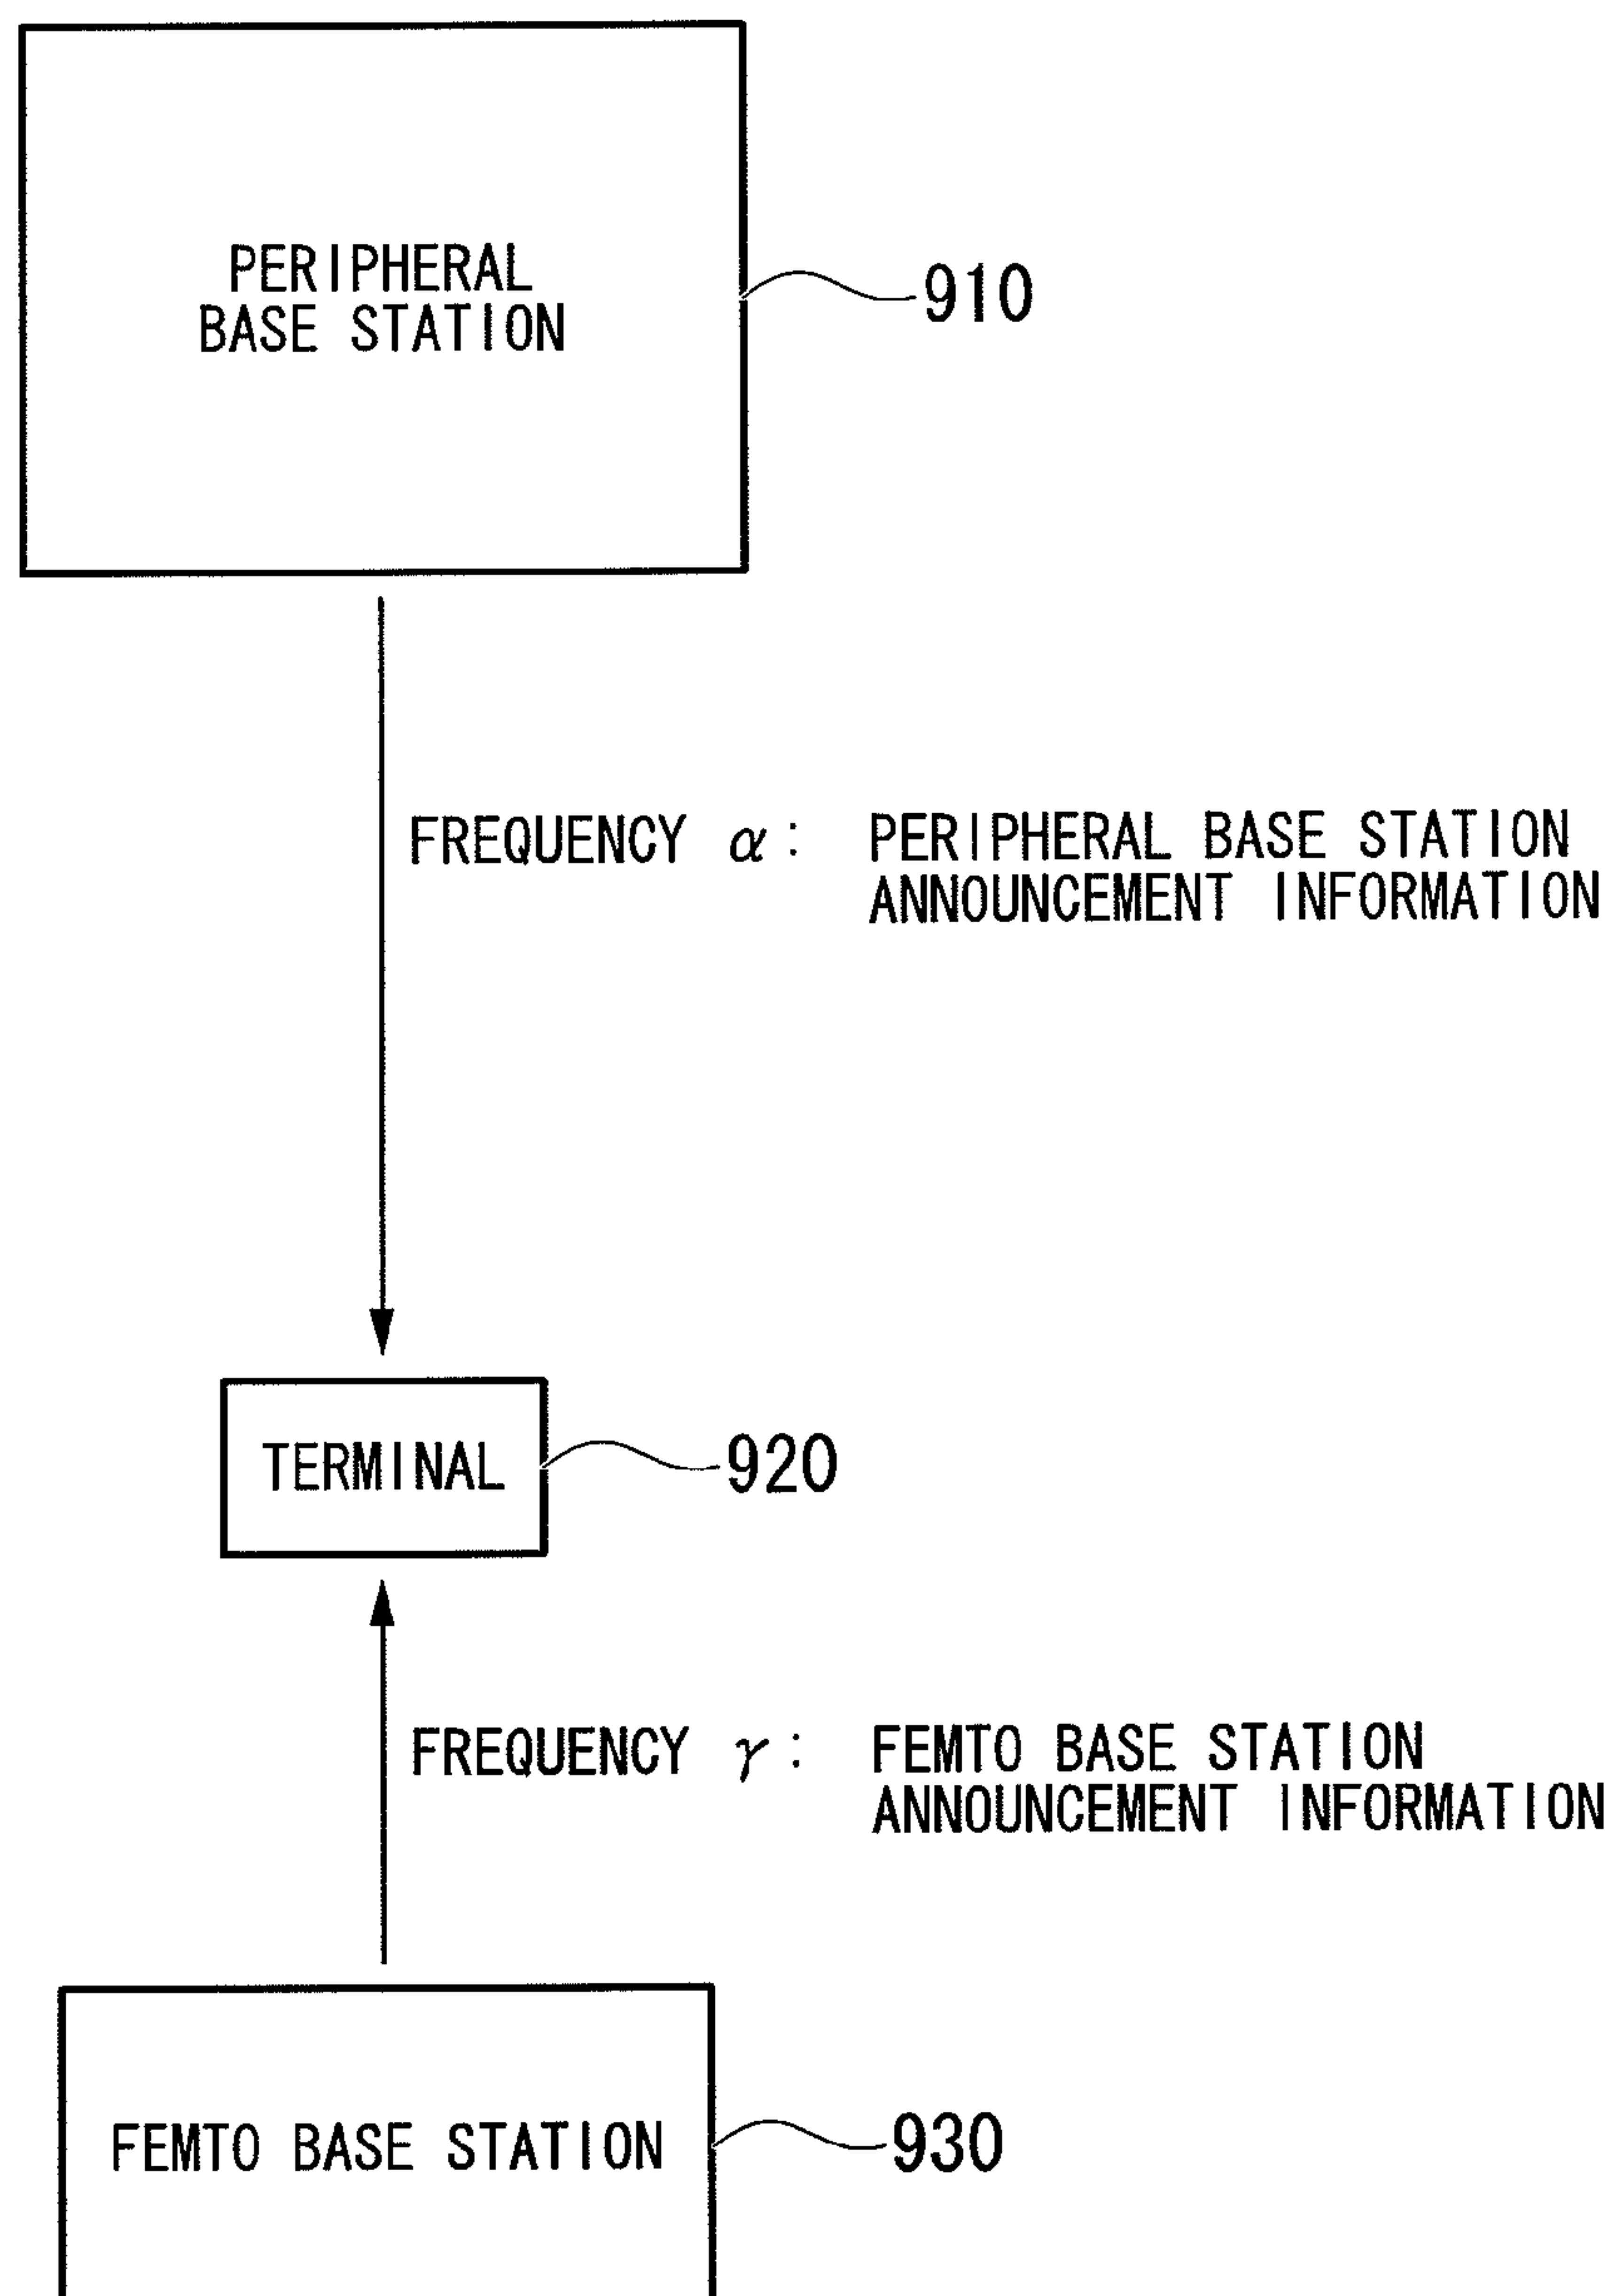 PERIPHERAL
BASE STATION
910
FREQUENCY α: PERIPHERAL BASE STATION
ANNOUNCEMENT INFORMATION
TERMINAL
920
FREQUENCY γ: FEMTO BASE STATION
ANNOUNCEMENT INFORMATION
FEMTO BASE STATION
930